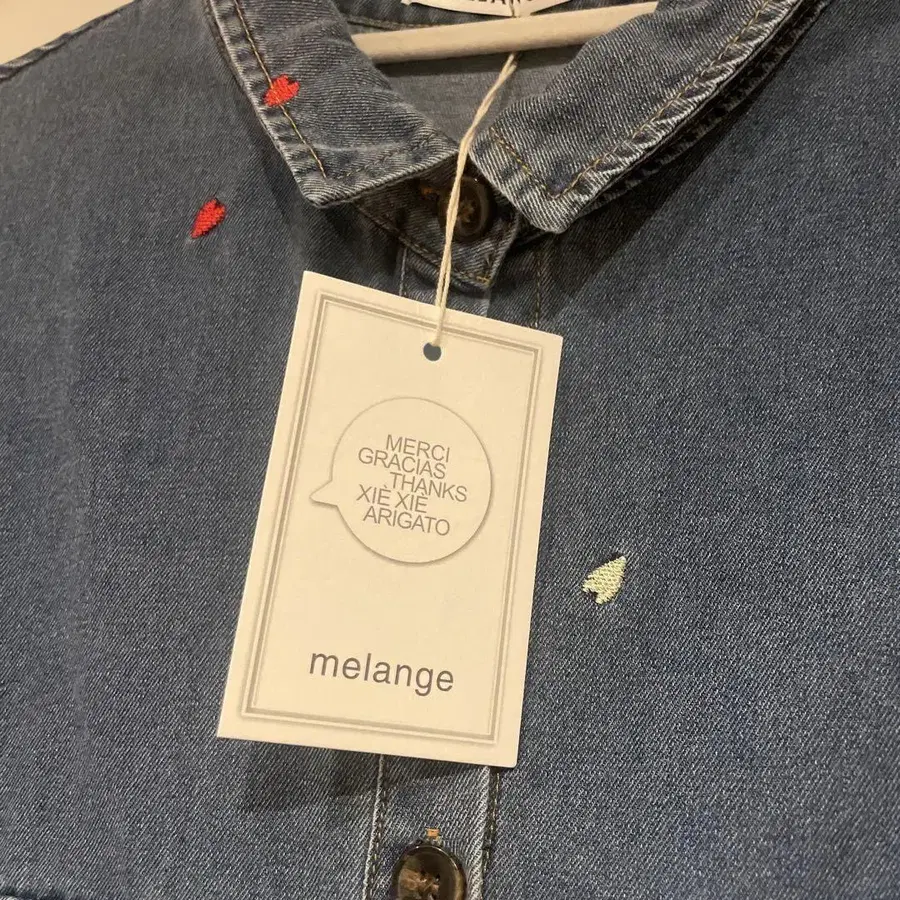 MERCI
GRACIAS
THANKS
XIÈ XIÈ
ARIGATO
melange